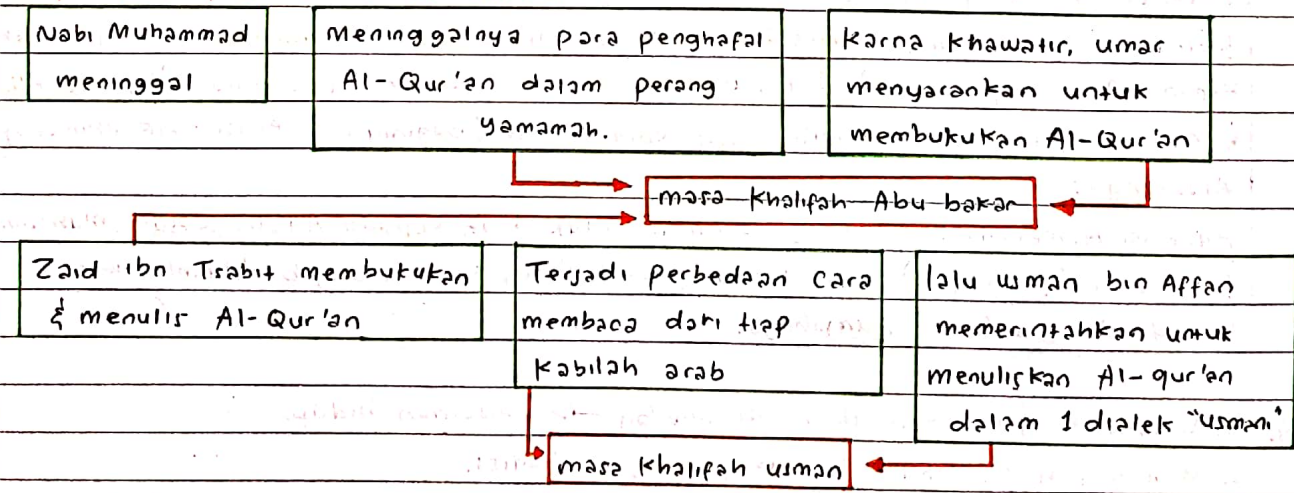 Nabi Muhammad
meninggal
Meninggalnya para penghafal
Al-Qur'an dalam perang :
yamamah.
Karna khawatir, umar
menyarankan untuk
membukukan Al-Qur'an
masa Khalifah Abu bakar
Zaid ibn Tsabit membukukan
& menulis Al-Qur'an
Terjadi perbedaan cara
membaca dari tiap
kabilah arab
lalu usman bin Affan
memerintahkan untuk
menuliskan Al-qur'an
dalam 1 dialek "usmani"
masa khalifah usman